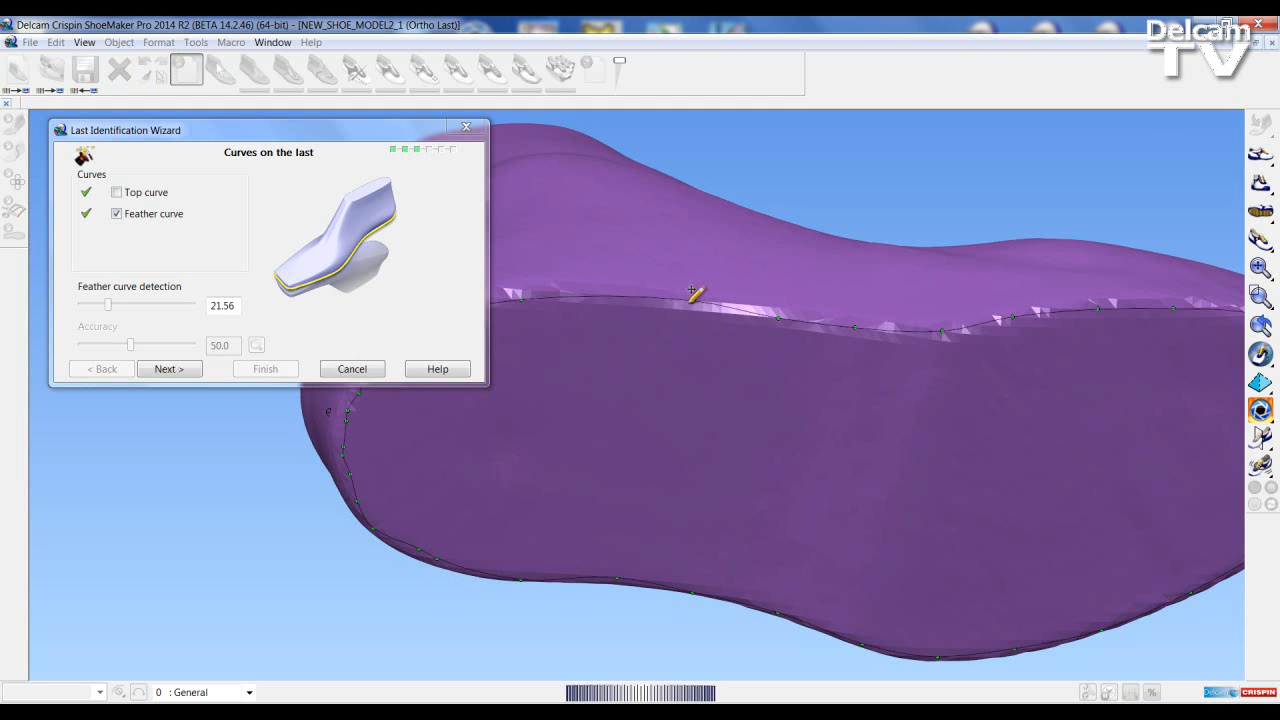 Delcam Crispin ShoeMaker Pro 2014 R2 (BETA 14.2.46) (64-bit) - [NEW_SHOE_MODEL2_1 (Ortho Last)]
Delcam
TV
File Edit View Object Format Tools Macro Window Help
Last Identification Wizard
Curves on the last
Curves
Top curve
Feather curve
Feather curve detection
21.56
Accuracy
50.0
< Back Next > Finish Cancel Help
0 : General
%
Delcam CRISPIN